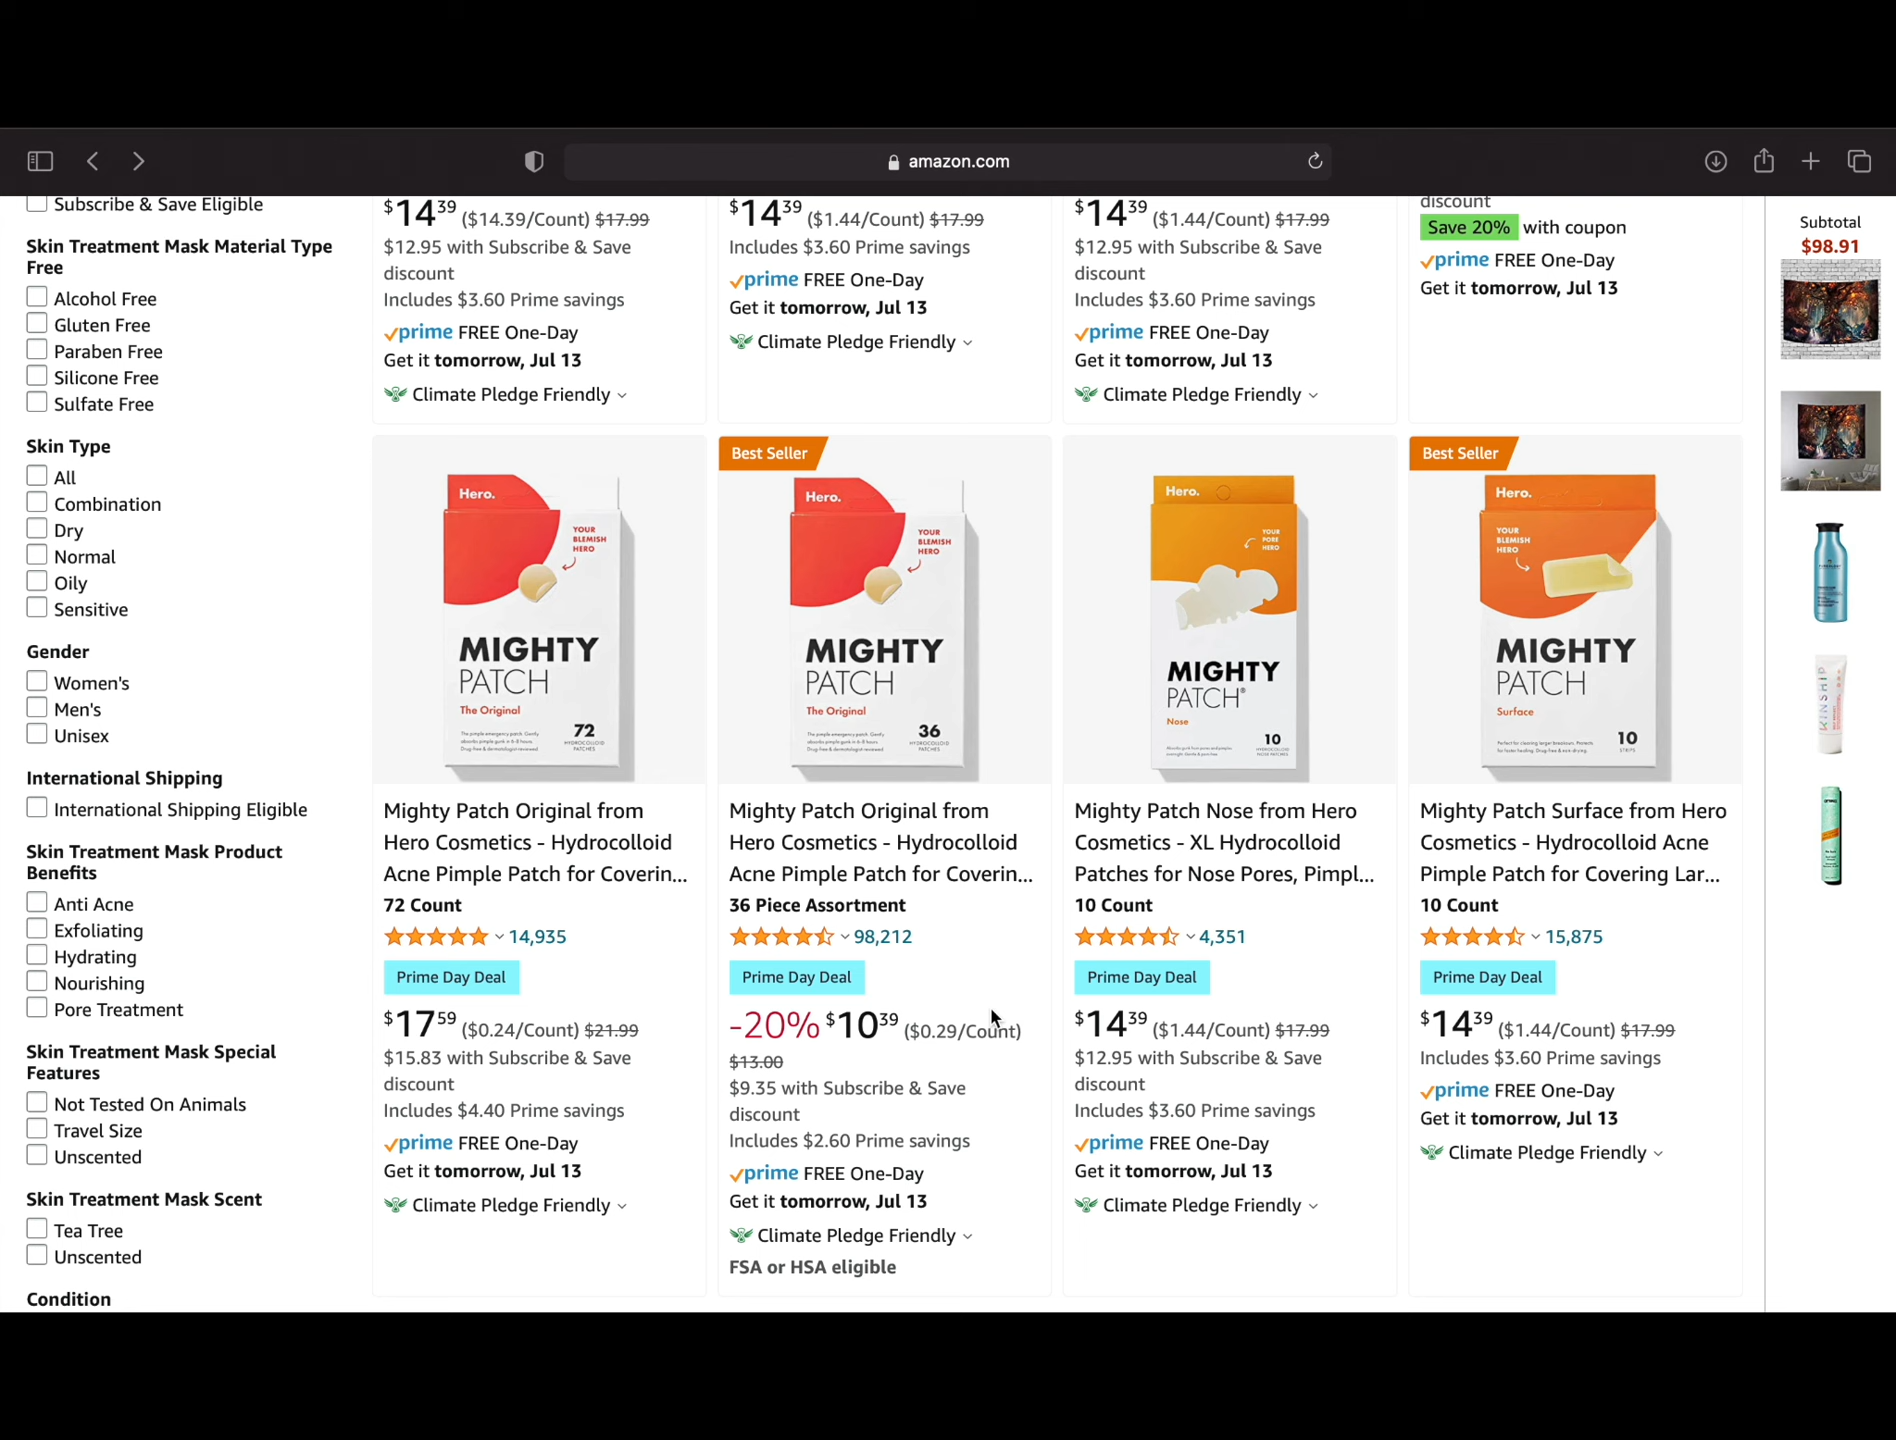 amazon.com
Subscribe & Save Eligible
Skin Treatment Mask Material Type
Free
Alcohol Free
Gluten Free
Paraben Free
Silicone Free
Sulfate Free
Skin Type
All
Combination
Dry
Normal
Oily
Sensitive
Gender
Women's
Men's
Unisex
International Shipping
International Shipping Eligible
Skin Treatment Mask Product
Benefits
Anti Acne
Exfoliating
Hydrating
Nourishing
Pore Treatment
Skin Treatment Mask Special
Features
Not Tested On Animals
Travel Size
Unscented
Skin Treatment Mask Scent
Tea Tree
Unscented
Condition
$14.39 ($14.39/Count) $17.99
$12.95 with Subscribe & Save
discount
Includes $3.60 Prime savings
prime FREE One-Day
Get it tomorrow, Jul 13
Climate Pledge Friendly
$14.39 ($1.44/Count) $17.99
Includes $3.60 Prime savings
prime FREE One-Day
Get it tomorrow, Jul 13
Climate Pledge Friendly
$14.39 ($1.44/Count) $17.99
$12.95 with Subscribe & Save
discount
Includes $3.60 Prime savings
prime FREE One-Day
Get it tomorrow, Jul 13
Climate Pledge Friendly
discount
Save 20% with coupon
prime FREE One-Day
Get it tomorrow, Jul 13
Hero.
YOUR
BLEMISH
HERO
MIGHTY
PATCH
The Original
72
HYDROCOLLOID
PATCHES
Mighty Patch Original from
Hero Cosmetics - Hydrocolloid
Acne Pimple Patch for Coverin...
72 Count
14,935
Prime Day Deal
$17.59 ($0.24/Count) $21.99
$15.83 with Subscribe & Save
discount
Includes $4.40 Prime savings
prime FREE One-Day
Get it tomorrow, Jul 13
Climate Pledge Friendly
Best Seller
Hero.
YOUR
BLEMISH
HERO
MIGHTY
PATCH
The Original
36
HYDROCOLLOID
PATCHES
Mighty Patch Original from
Hero Cosmetics - Hydrocolloid
Acne Pimple Patch for Coverin...
36 Piece Assortment
98,212
Prime Day Deal
-20% $10.39 ($0.29/Count)
$13.00
$9.35 with Subscribe & Save
discount
Includes $2.60 Prime savings
prime FREE One-Day
Get it tomorrow, Jul 13
Climate Pledge Friendly
FSA or HSA eligible
Hero.
YOUR
PORE
HERO
MIGHTY
PATCH®
Nose
10
Mighty Patch Nose from Hero
Cosmetics - XL Hydrocolloid
Patches for Nose Pores, Pimpl...
10 Count
4,351
Prime Day Deal
$14.39 ($1.44/Count) $17.99
$12.95 with Subscribe & Save
discount
Includes $3.60 Prime savings
prime FREE One-Day
Get it tomorrow, Jul 13
Climate Pledge Friendly
Best Seller
Hero.
YOUR
BLEMISH
HERO
MIGHTY
PATCH
Surface
10
STRIPS
Mighty Patch Surface from Hero
Cosmetics - Hydrocolloid Acne
Pimple Patch for Covering Lar...
10 Count
15,875
Prime Day Deal
$14.39 ($1.44/Count) $17.99
Includes $3.60 Prime savings
prime FREE One-Day
Get it tomorrow, Jul 13
Climate Pledge Friendly
Subtotal
$98.91
KINSHIP